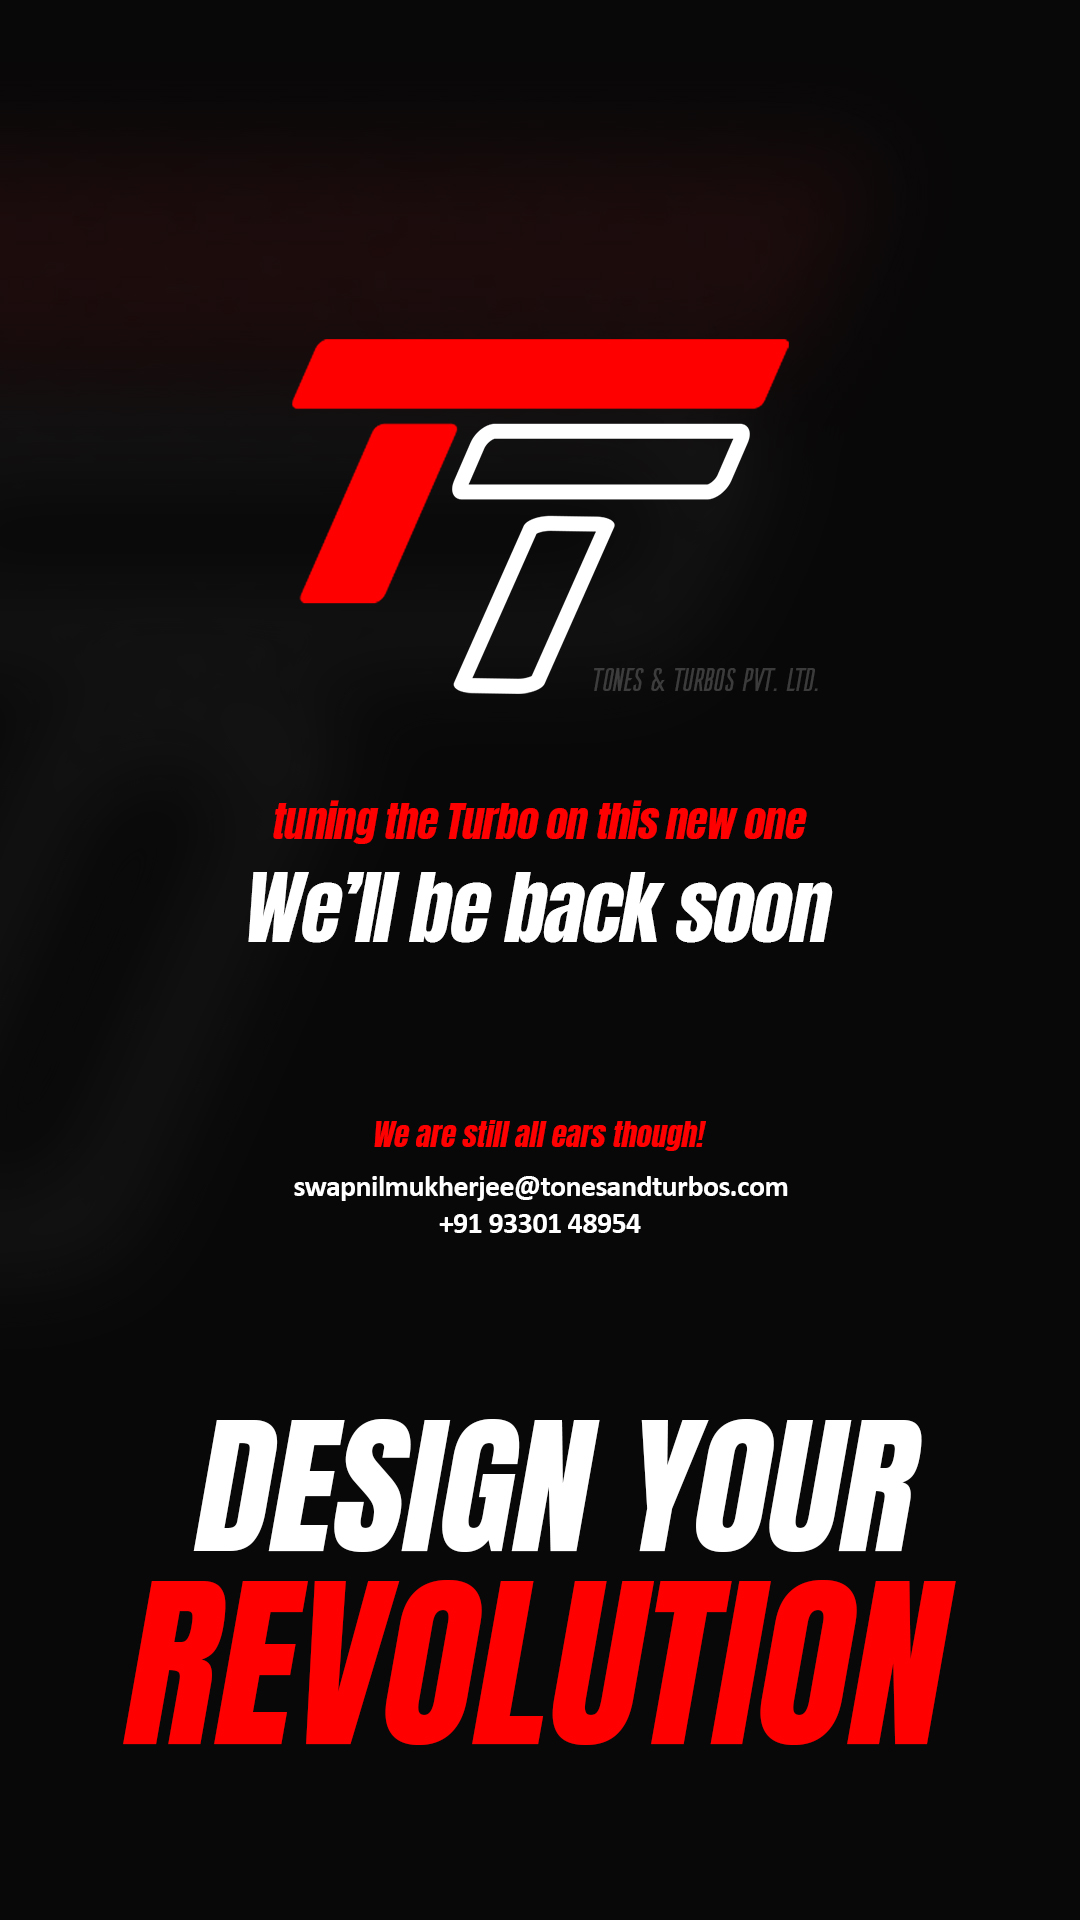 TT
TONES & TURBOS PVT. LTD.
tuning the Turbo on this new one
We'll be back soon
We are still all ears though!
swapnilmukherjee@tonesandturbos.com
+91 93301 48954
DESIGN YOUR
REVOLUTION